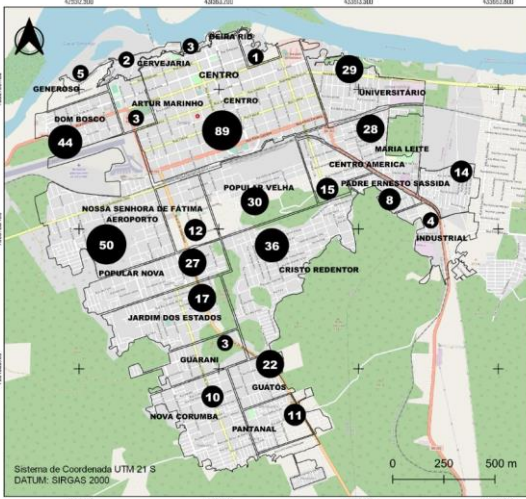 BEIRA RIO
3
1
2
CERVEJARIA
29
5
CENTRO
GENEROSO
UNIVERSITÁRIO
ARTUR MARINHO
CENTRO
DOM BOSCO
3
28
89
44
MARIA LEITE
CENTRO AMERICA
14
POPULAR VELHA
PADRE ERNESTO SASSIDA
15
30
8
NOSSA SENHORA DE FÁTIMA
AEROPORTO
4
12
INDUSTRIAL
50
36
27
CRISTO REDENTOR
POPULAR NOVA
17
JARDIM DOS ESTADOS
3
GUARANI
22
GUATÓS
10
11
NOVA CORUMBÁ
PANTANAL
Sistema de Coordenada UTM 21 S
DATUM: SIRGAS 2000
0 250 500 m